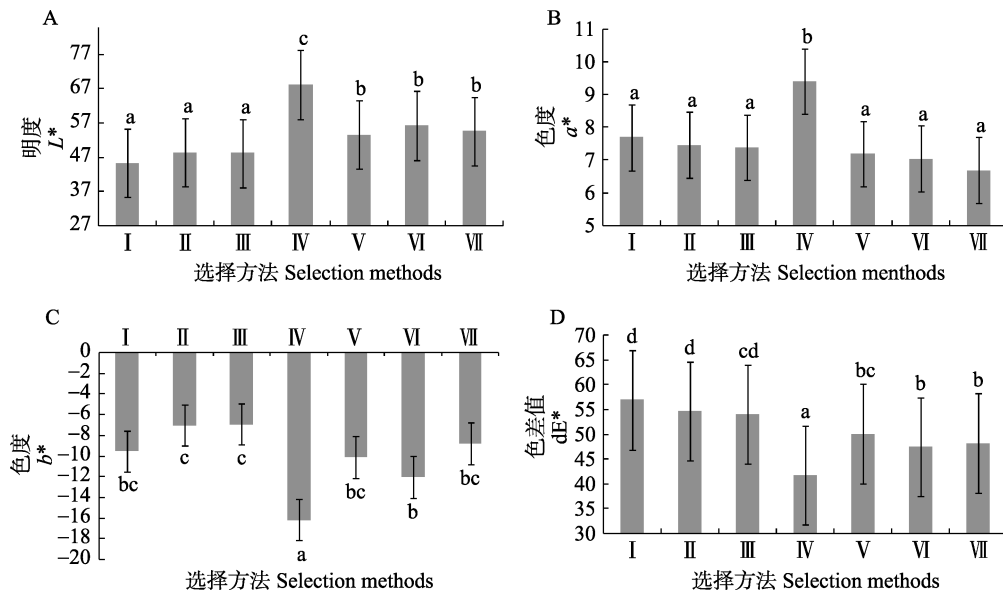 A
明度
L*
77
67
57
47
37
27
a
a
a
c
b
b
b
Ⅰ
Ⅱ
Ⅲ
Ⅳ
Ⅴ
Ⅵ
Ⅶ
选择方法 Selection methods
B
色度
a*
11
10
9
8
7
6
5
a
a
a
b
a
a
a
Ⅰ
Ⅱ
Ⅲ
Ⅳ
Ⅴ
Ⅵ
Ⅶ
选择方法 Selection menthods
C
Ⅰ
Ⅱ
Ⅲ
Ⅳ
Ⅴ
Ⅵ
Ⅶ
色度
b*
0
−2
−4
−6
−8
−10
−12
−14
−16
−18
−20
bc
c
c
a
bc
b
bc
选择方法 Selection methods
D
色差值
dE*
70
65
60
55
50
45
40
35
30
d
d
cd
a
bc
b
b
Ⅰ
Ⅱ
Ⅲ
Ⅳ
Ⅴ
Ⅵ
Ⅶ
选择方法 Selection methods